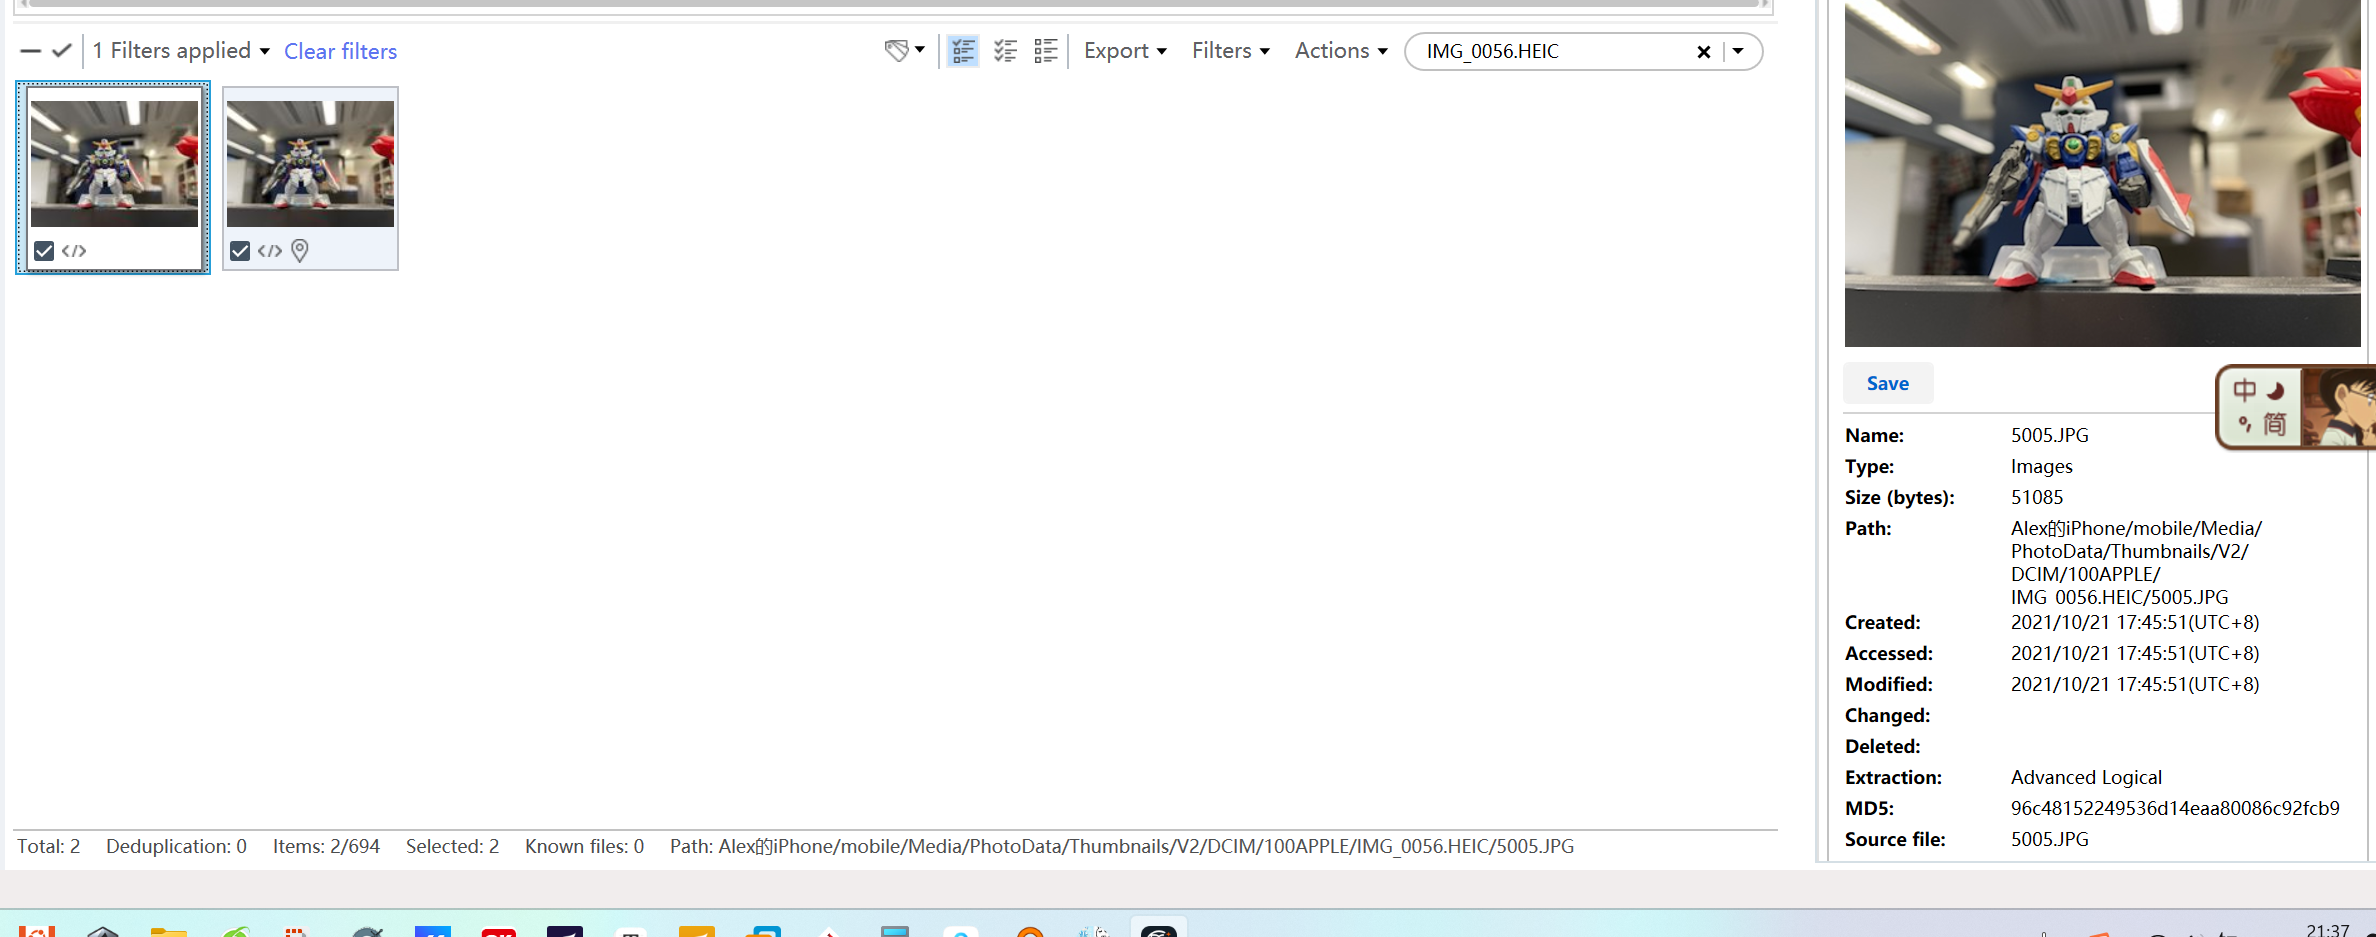 1 Filters applied Clear filters Export Filters Actions IMG_0056.HEIC
Save
Name: 5005.JPG
Type: Images
Size (bytes): 51085
Path: Alex的iPhone/mobile/Media/
PhotoData/Thumbnails/V2/
DCIM/100APPLE/
IMG_0056.HEIC/5005.JPG
Created: 2021/10/21 17:45:51(UTC+8)
Accessed: 2021/10/21 17:45:51(UTC+8)
Modified: 2021/10/21 17:45:51(UTC+8)
Changed:
Deleted:
Extraction: Advanced Logical
MD5: 96c48152249536d14eaa80086c92fcb9
Source file: 5005.JPG
中
简
Total: 2 Deduplication: 0 Items: 2/694 Selected: 2 Known files: 0 Path: Alex的iPhone/mobile/Media/PhotoData/Thumbnails/V2/DCIM/100APPLE/IMG_0056.HEIC/5005.JPG
21:37